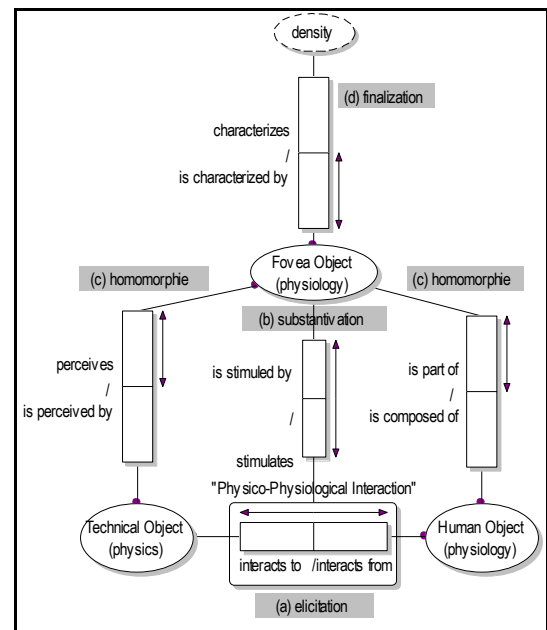 density
(d) finalization
characterizes
/
is characterized by
Fovea Object
(physiology)
(c) homomorphie
(c) homomorphie
(b) substantivation
perceives
/
is perceived by
is stimuled by
/
stimulates
is part of
/
is composed of
"Physico-Physiological Interaction"
Technical Object
(physics)
Human Object
(physiology)
interacts to /interacts from
(a) elicitation